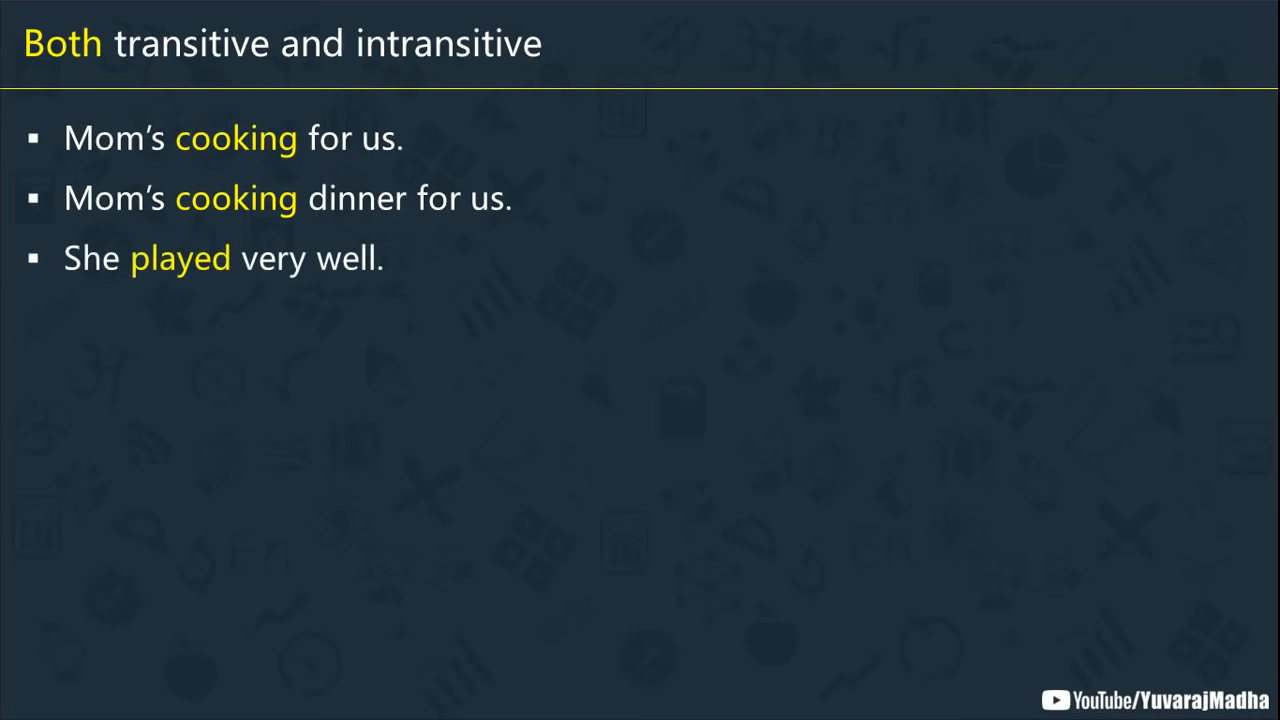 Both transitive and intransitive
▪ Mom’s cooking for us.
▪ Mom’s cooking dinner for us.
▪ She played very well.
YouTube/YuvarajMadha